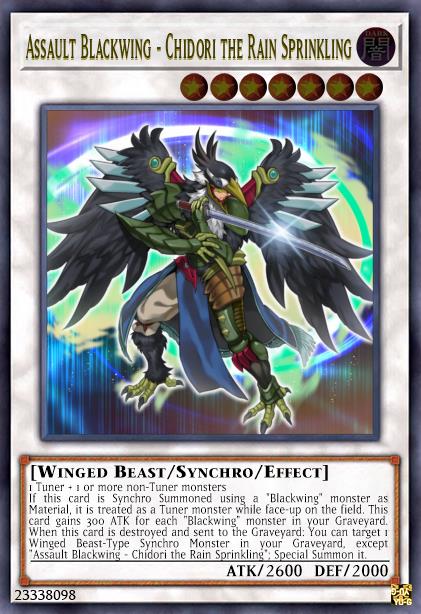 Assault Blackwing - Chidori the Rain Sprinkling
DARK
闇
[Winged Beast/Synchro/Effect]
1 Tuner + 1 or more non-Tuner monsters
If this card is Synchro Summoned using a "Blackwing" monster as
Material, it is treated as a Tuner monster while face-up on the field. This
card gains 300 ATK for each "Blackwing" monster in your Graveyard.
When this card is destroyed and sent to the Graveyard: You can target 1
Winged Beast-Type Synchro Monster in your Graveyard, except
"Assault Blackwing - Chidori the Rain Sprinkling"; Special Summon it.
ATK/2600 DEF/2000
23338098